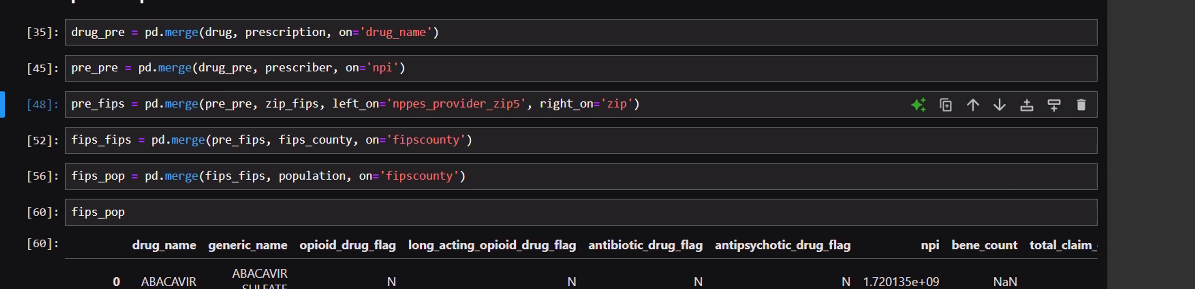 [35]: drug_pre = pd.merge(drug, prescription, on='drug_name')
[45]: pre_pre = pd.merge(drug_pre, prescriber, on='npi')
[48]: pre_fips = pd.merge(pre_pre, zip_fips, left_on='nppes_provider_zip5', right_on='zip')
[52]: fips_fips = pd.merge(pre_fips, fips_county, on='fipscounty')
[56]: fips_pop = pd.merge(fips_fips, population, on='fipscounty')
[60]: fips_pop
[60]: drug_name generic_name opioid_drug_flag long_acting_opioid_drug_flag antibiotic_drug_flag antipsychotic_drug_flag npi bene_count total_claim_
0 ABACAVIR ABACAVIR N N N N 1.720135e+09 NaN
SULFATE